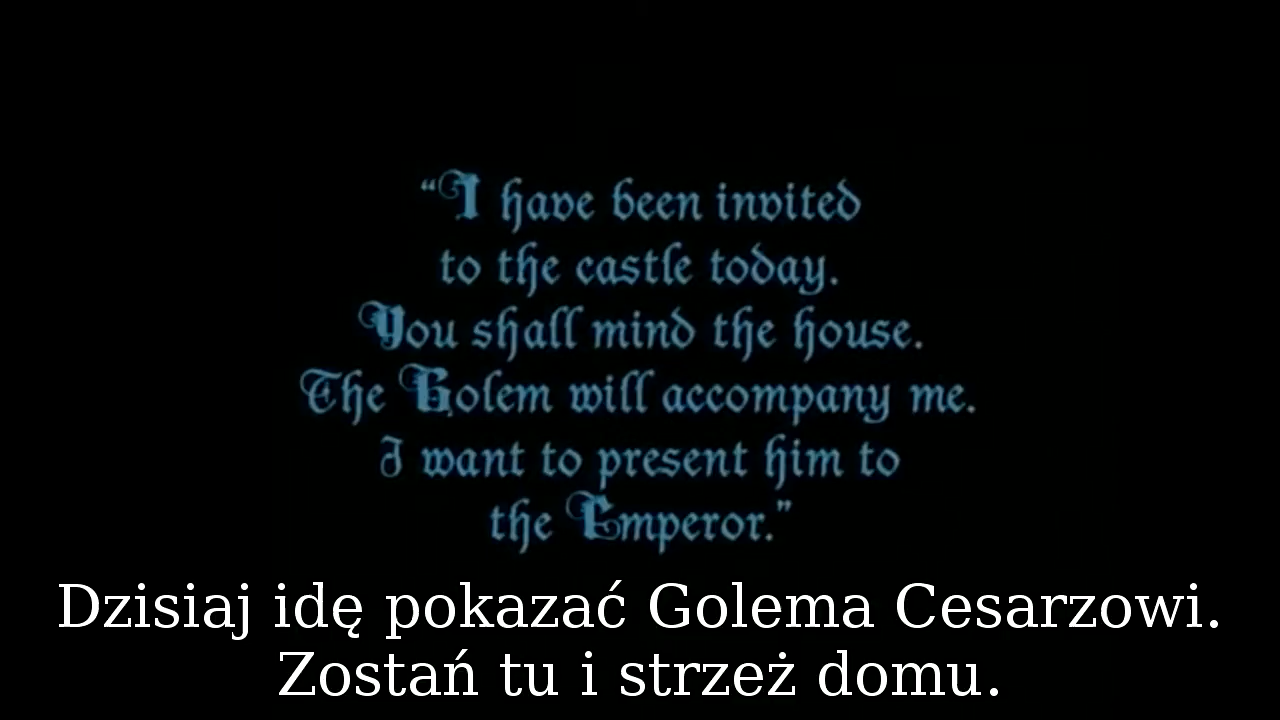 “I have been invited
to the castle today.
You shall mind the house.
The Golem will accompany me.
I want to present him to
the Emperor.”
Dzisiaj idę pokazać Golema Cesarzowi.
Zostań tu i strzeż domu.